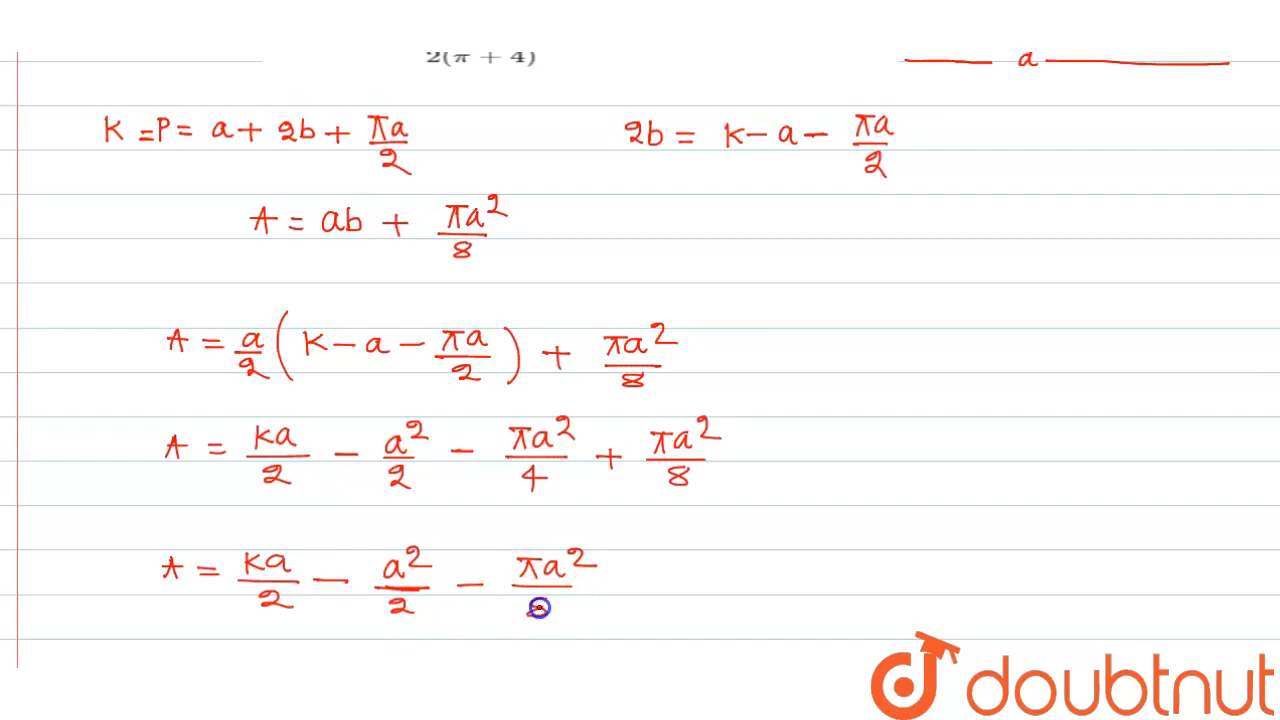 2(π + 4)
a
K = P = a + 2b + πa/2
2b = K - a - πa/2
A = ab + πa²/8
A = a/2 (K - a - πa/2) + πa²/8
A = Ka/2 - a²/2 - πa²/4 + πa²/8
A = Ka/2 - a²/2 - πa²/8
doubtnut